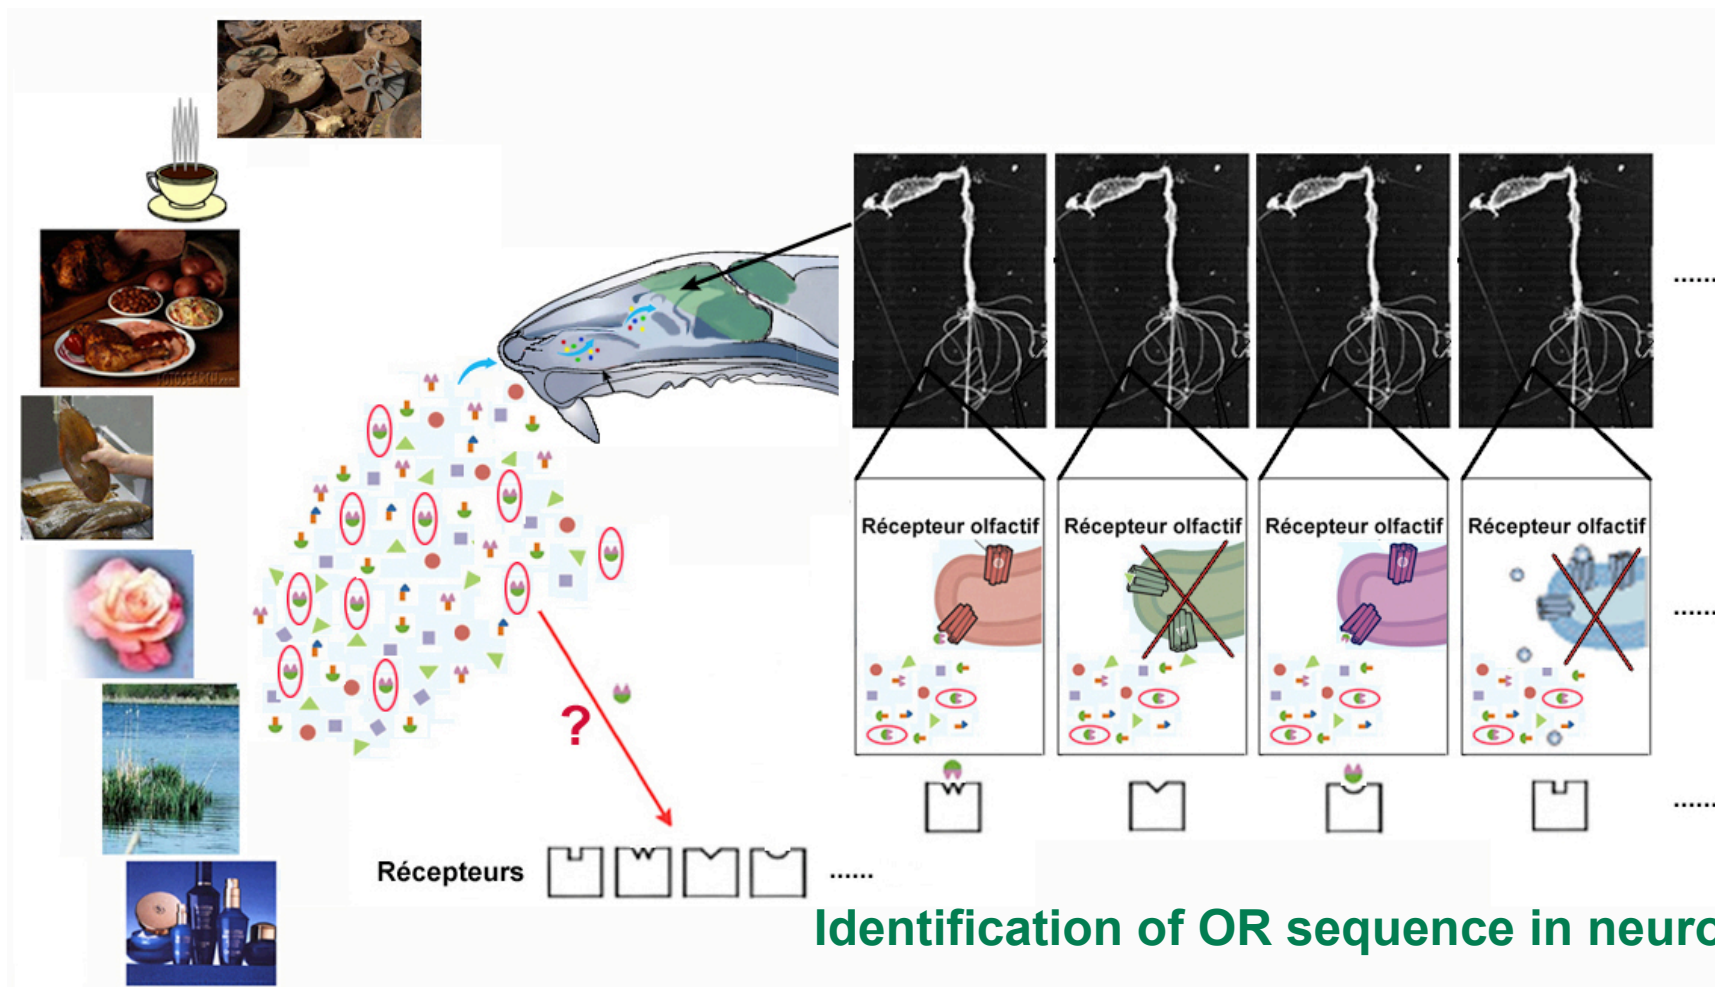 Récepteur olfactif
Récepteur olfactif
Récepteur olfactif
Récepteur olfactif
......
......
......
?
Récepteurs ......
Identification of OR sequence in neuro